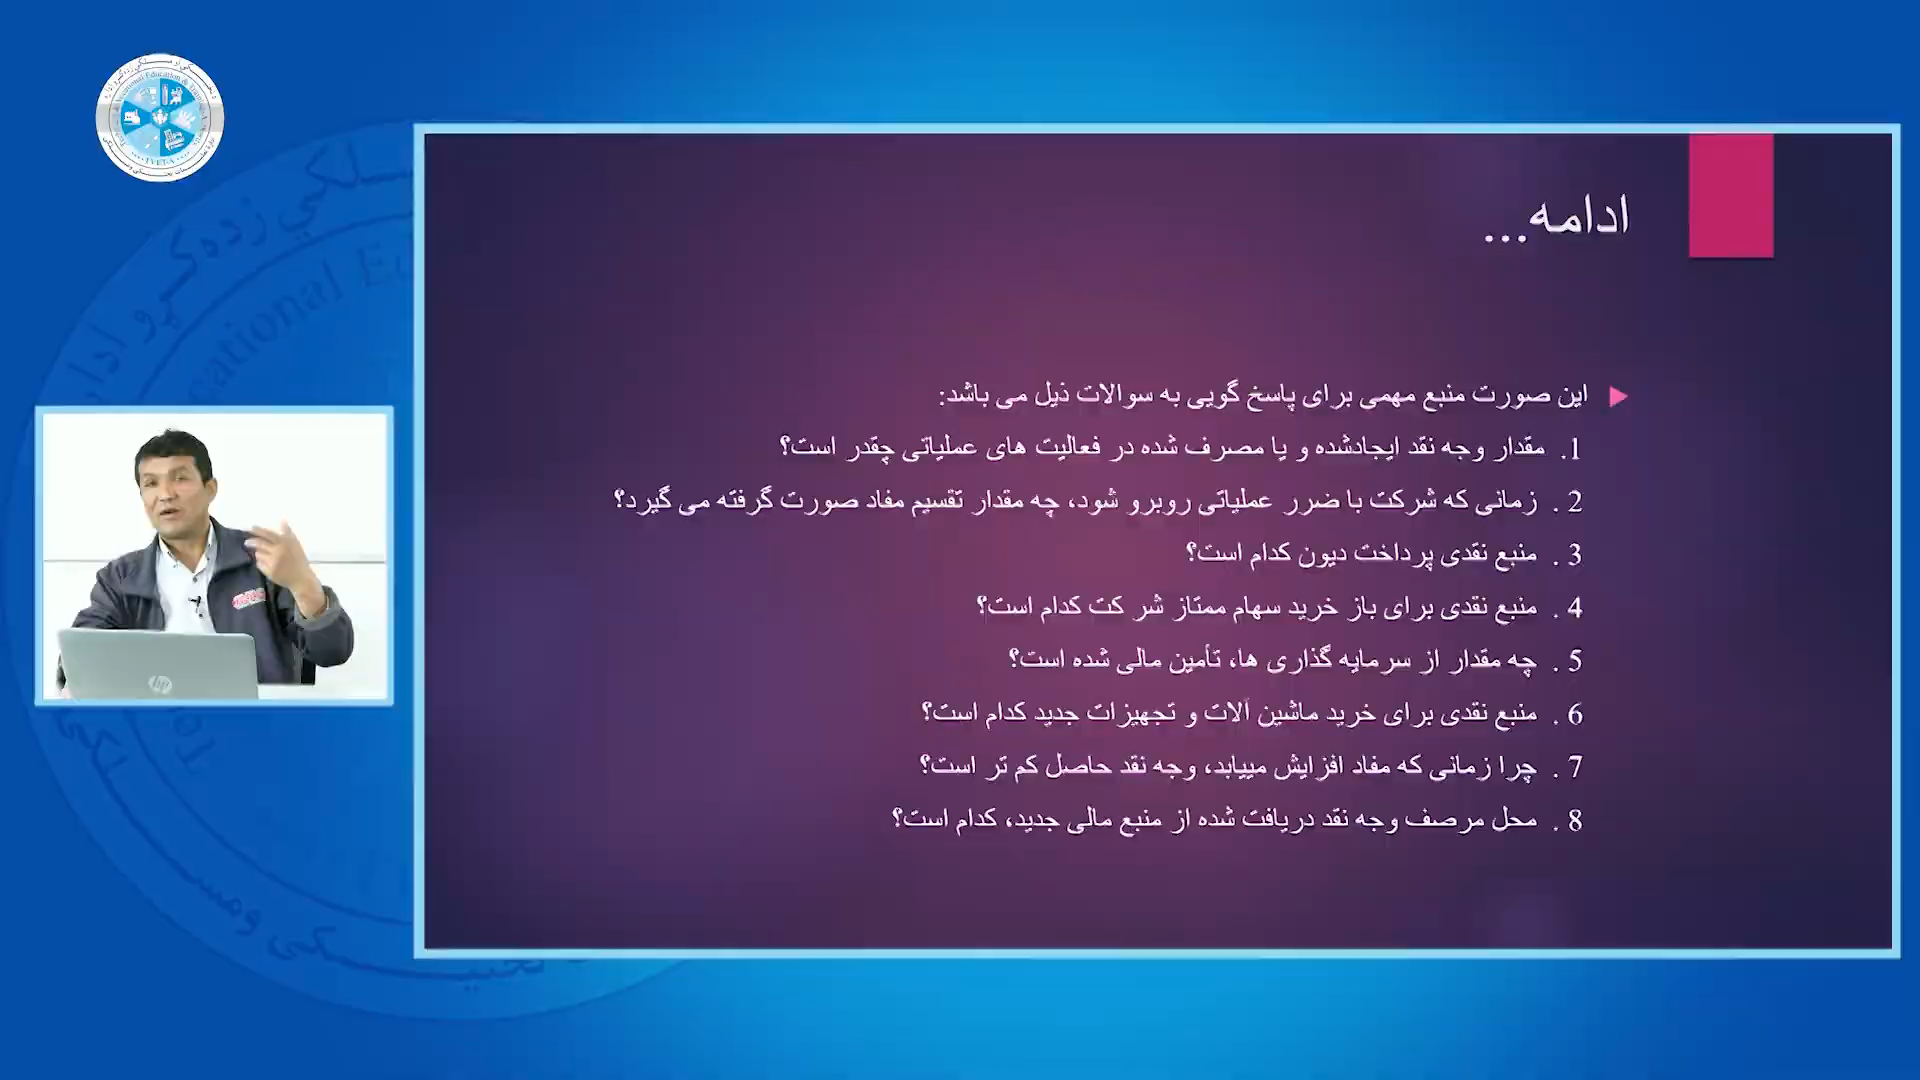 ادامه...
این صورت منبع مهمی برای پاسخ گویی به سوالات ذیل می باشد:
1. مقدار وجه نقد ایجادشده و یا مصرف شده در فعالیت های عملیاتی چقدر است؟
2. زمانی که شرکت با ضرر عملیاتی روبرو شود، چه مقدار تقسیم مفاد صورت گرفته می گیرد؟
3. منبع نقدی پرداخت دیون کدام است؟
4. منبع نقدی برای باز خرید سهام ممتاز شر کت کدام است؟
5. چه مقدار از سرمایه گذاری ها، تأمین مالی شده است؟
6. منبع نقدی برای خرید ماشین آلات و تجهیزات جدید کدام است؟
7. چرا زمانی که مفاد افزایش مییابد، وجه نقد حاصل کم تر است؟
8. محل مرصف وجه نقد دریافت شده از منبع مالی جدید، کدام است؟
TVETA
hp